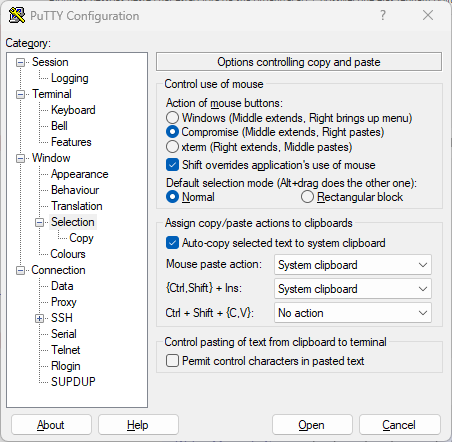 PuTTY Configuration
Category:
Session
Logging
Terminal
Keyboard
Bell
Features
Window
Appearance
Behaviour
Translation
Selection
Copy
Colours
Connection
Data
Proxy
SSH
Serial
Telnet
Rlogin
SUPDUP
Options controlling copy and paste
Control use of mouse
Action of mouse buttons:
Windows (Middle extends, Right brings up menu)
Compromise (Middle extends, Right pastes)
xterm (Right extends, Middle pastes)
Shift overrides application's use of mouse
Default selection mode (Alt+drag does the other one):
Normal Rectangular block
Assign copy/paste actions to clipboards
Auto-copy selected text to system clipboard
Mouse paste action: System clipboard
{Ctrl,Shift} + Ins: System clipboard
Ctrl + Shift + {C,V}: No action
Control pasting of text from clipboard to terminal
Permit control characters in pasted text
About Help Open Cancel